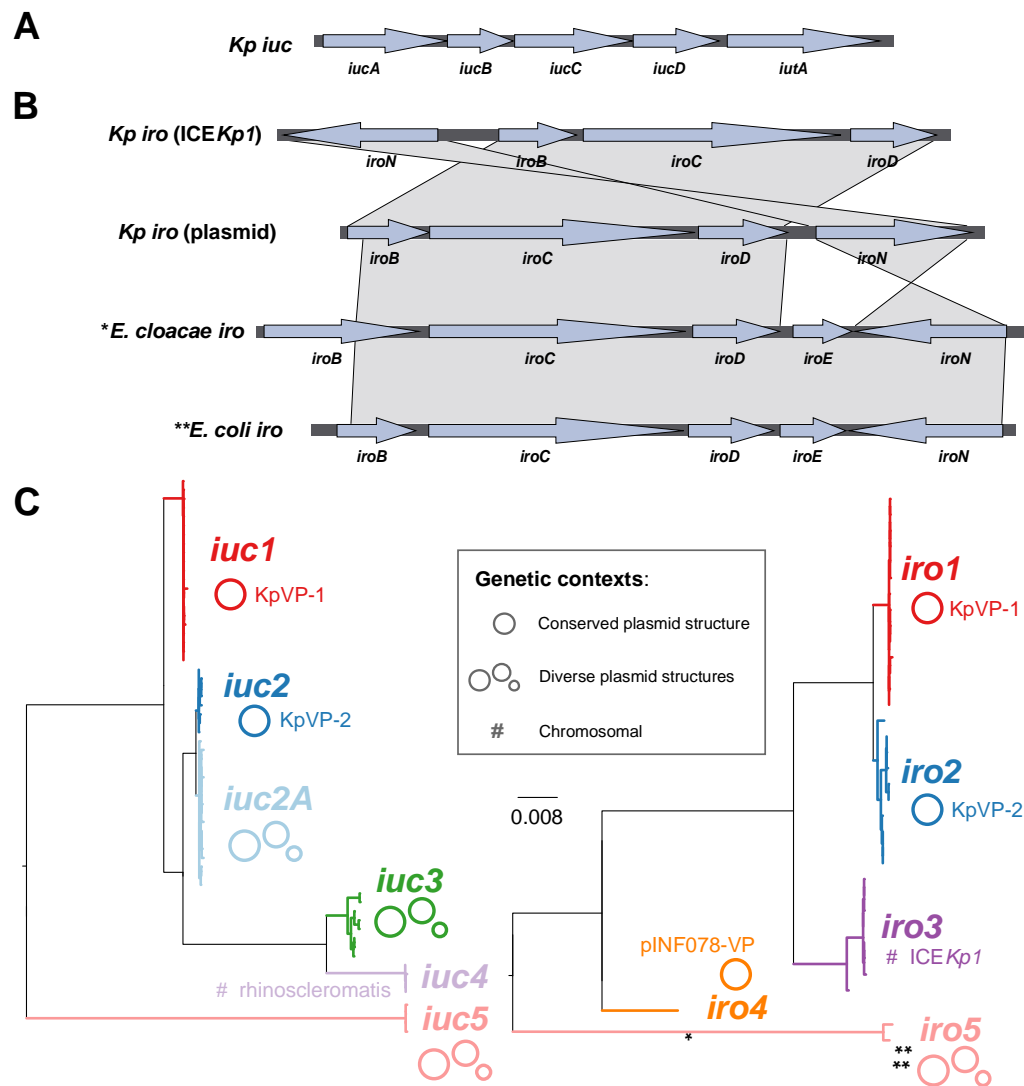 A
Kp iuc
iucA iucB iucC iucD iutA
B
Kp iro (ICEKp1)
iroN iroB iroC iroD
Kp iro (plasmid)
iroB iroC iroD iroN
*E. cloacae iro
iroB iroC iroD iroE iroN
**E. coli iro
iroB iroC iroD iroE iroN
C
iuc1
KpVP-1
iuc2
KpVP-2
iuc2A
iuc3
# rhinoscleromatis
iuc4
iuc5
Genetic contexts:
Conserved plasmid structure
Diverse plasmid structures
# Chromosomal
0.008
iro1
KpVP-1
iro2
KpVP-2
iro3
# ICEKp1
pINF078-VP
iro4
*
iro5
**
**